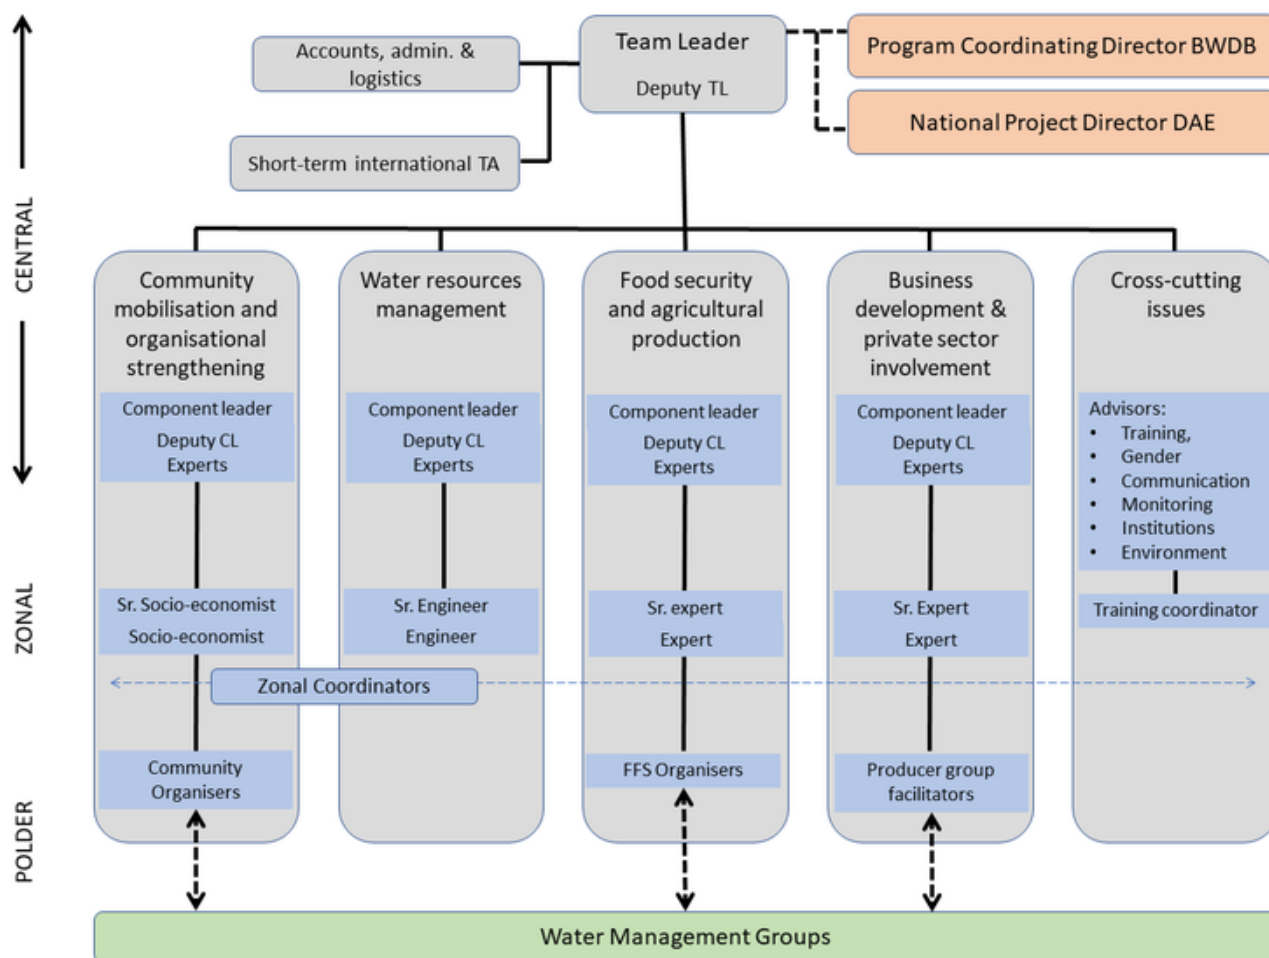 Team Leader
Deputy TL
Accounts, admin. &
logistics
Short-term international TA
Program Coordinating Director BWDB
National Project Director DAE
CENTRAL
ZONAL
POLDER
Community
mobilisation and
organisational
strengthening
Component leader
Deputy CL
Experts
Sr. Socio-economist
Socio-economist
Community
Organisers
Water resources
management
Component leader
Deputy CL
Experts
Sr. Engineer
Engineer
Food security
and agricultural
production
Component leader
Deputy CL
Experts
Sr. expert
Expert
FFS Organisers
Business
development &
private sector
involvement
Component leader
Deputy CL
Experts
Sr. Expert
Expert
Producer group
facilitators
Cross-cutting
issues
Advisors:
• Training,
• Gender
• Communication
• Monitoring
• Institutions
• Environment
Training coordinator
Zonal Coordinators
Water Management Groups